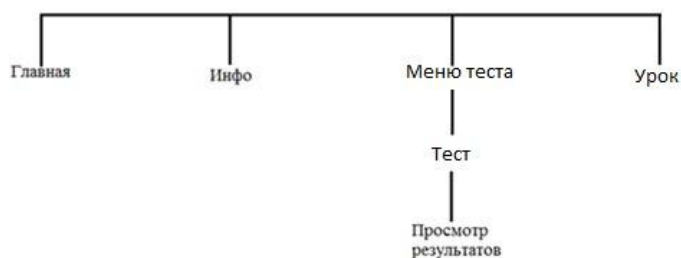 Главная
Инфо
Меню теста
Урок
Тест
Просмотр
результатов